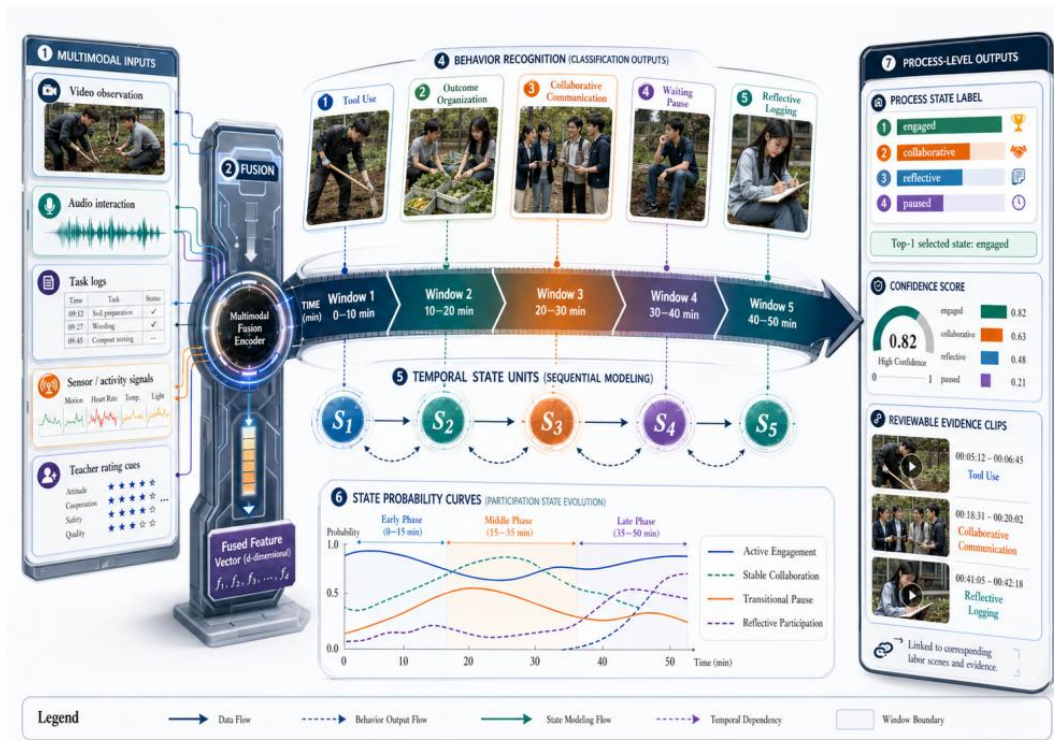 1 MULTIMODAL INPUTS
Video observation
Audio interaction
Task logs
Time Task Status
09:12 Soil preparation ✓
09:27 Weeding ✓
09:45 Compost sorting ...
Sensor / activity signals
Motion Heart Rate Temp. Light
Teacher rating cues
Attitude
Cooperation
Safety
Quality
...
2 FUSION
Multimodal
Fusion
Encoder
Fused Feature
Vector (d-dimensional)
f1, f2, f3, ..., fd
4 BEHAVIOR RECOGNITION (CLASSIFICATION OUTPUTS)
1 Tool Use
2 Outcome
Organization
3 Collaborative
Communication
4 Waiting
Pause
5 Reflective
Logging
TIME
(min)
Window 1
0–10 min
Window 2
10–20 min
Window 3
20–30 min
Window 4
30–40 min
Window 5
40–50 min
5 TEMPORAL STATE UNITS (SEQUENTIAL MODELING)
S1 S2 S3 S4 S5
6 STATE PROBABILITY CURVES (PARTICIPATION STATE EVOLUTION)
Probability
Early Phase
(0–15 min)
Middle Phase
(15–35 min)
Late Phase
(35–50 min)
1.0
0.5
0.0
0 10 20 30 40 50 Time (min)
Active Engagement
Stable Collaboration
Transitional Pause
Reflective Participation
7 PROCESS-LEVEL OUTPUTS
PROCESS STATE LABEL
1 engaged
2 collaborative
3 reflective
4 paused
Top-1 selected state: engaged
CONFIDENCE SCORE
0.82
High Confidence
0 1
engaged 0.82
collaborative 0.63
reflective 0.48
paused 0.21
REVIEWABLE EVIDENCE CLIPS
00:05:12 – 00:06:45
Tool Use
00:18:31 – 00:20:02
Collaborative
Communication
00:41:05 – 00:42:18
Reflective
Logging
Linked to corresponding
labor scenes and evidence.
Legend
Data Flow
Behavior Output Flow
State Modeling Flow
Temporal Dependency
Window Boundary